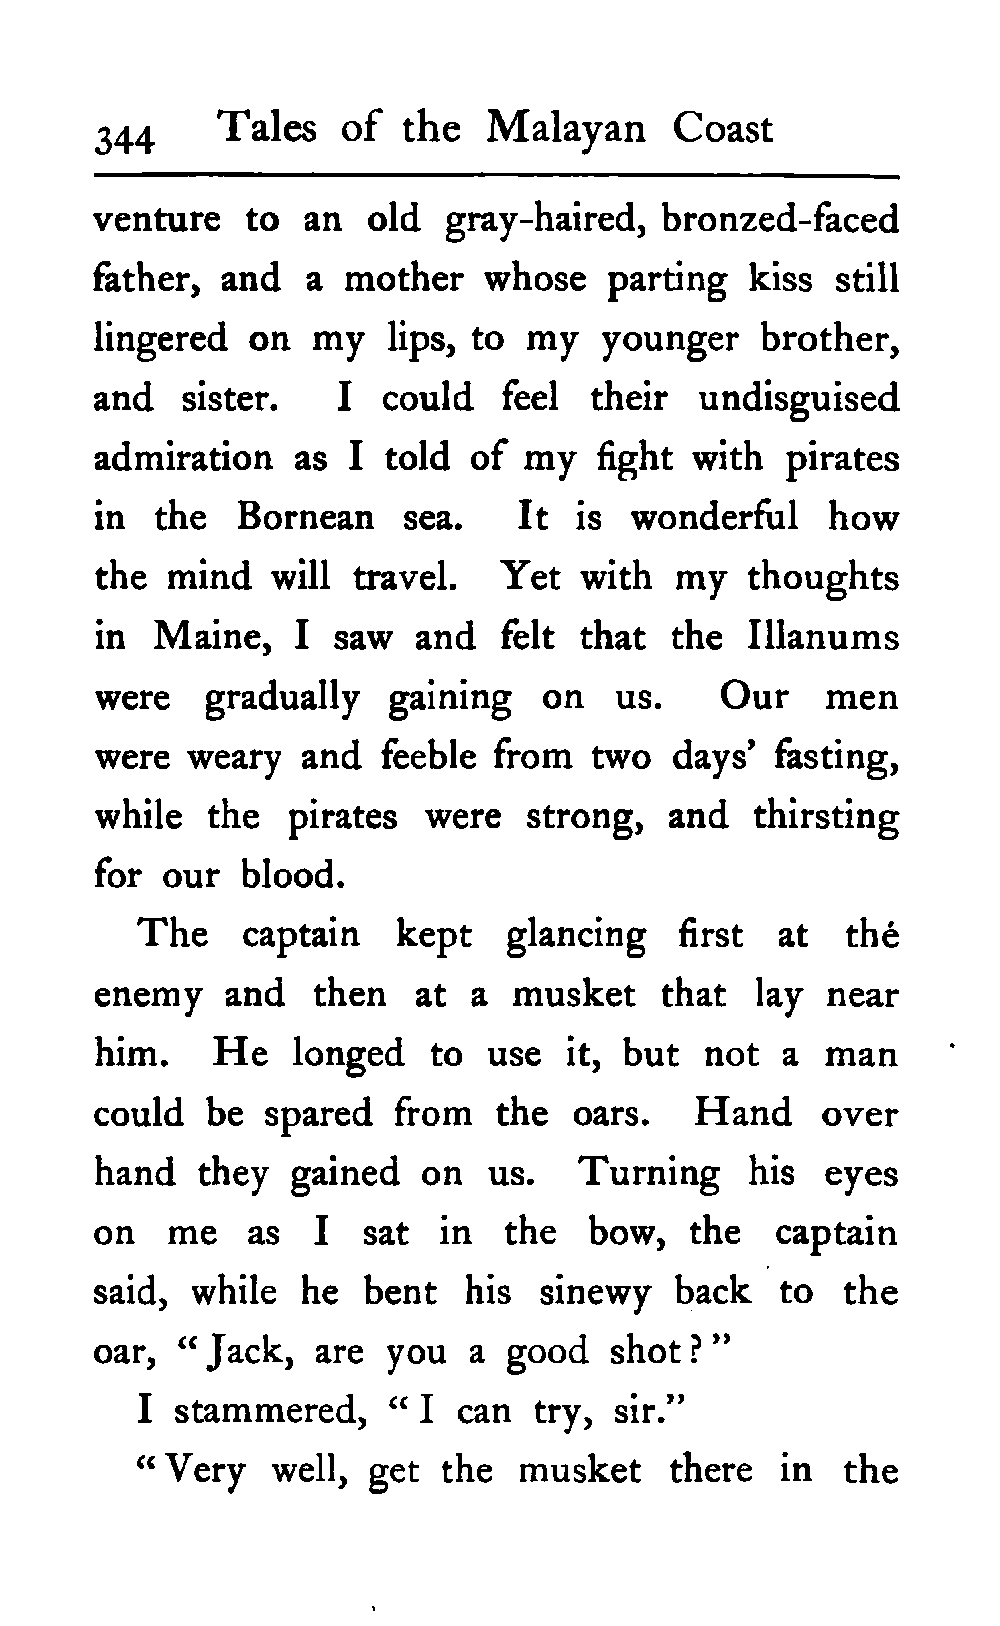 344 Tales of the Malayan Coast
venture to an old gray-haired, bronzed-faced
father, and a mother whose parting kiss still
lingered on my lips, to my younger brother,
and sister. I could feel their undisguised
admiration as I told of my fight with pirates
in the Bornean sea. It is wonderful how
the mind will travel. Yet with my thoughts
in Maine, I saw and felt that the Illanums
were gradually gaining on us. Our men
were weary and feeble from two days' fasting,
while the pirates were strong, and thirsting
for our blood.
The captain kept glancing first at the
enemy and then at a musket that lay near
him. He longed to use it, but not a man
could be spared from the oars. Hand over
hand they gained on us. Turning his eyes
on me as I sat in the bow, the captain
said, while he bent his sinewy back to the
oar, “Jack, are you a good shot?”
I stammered, “I can try, sir.”
“Very well, get the musket there in the